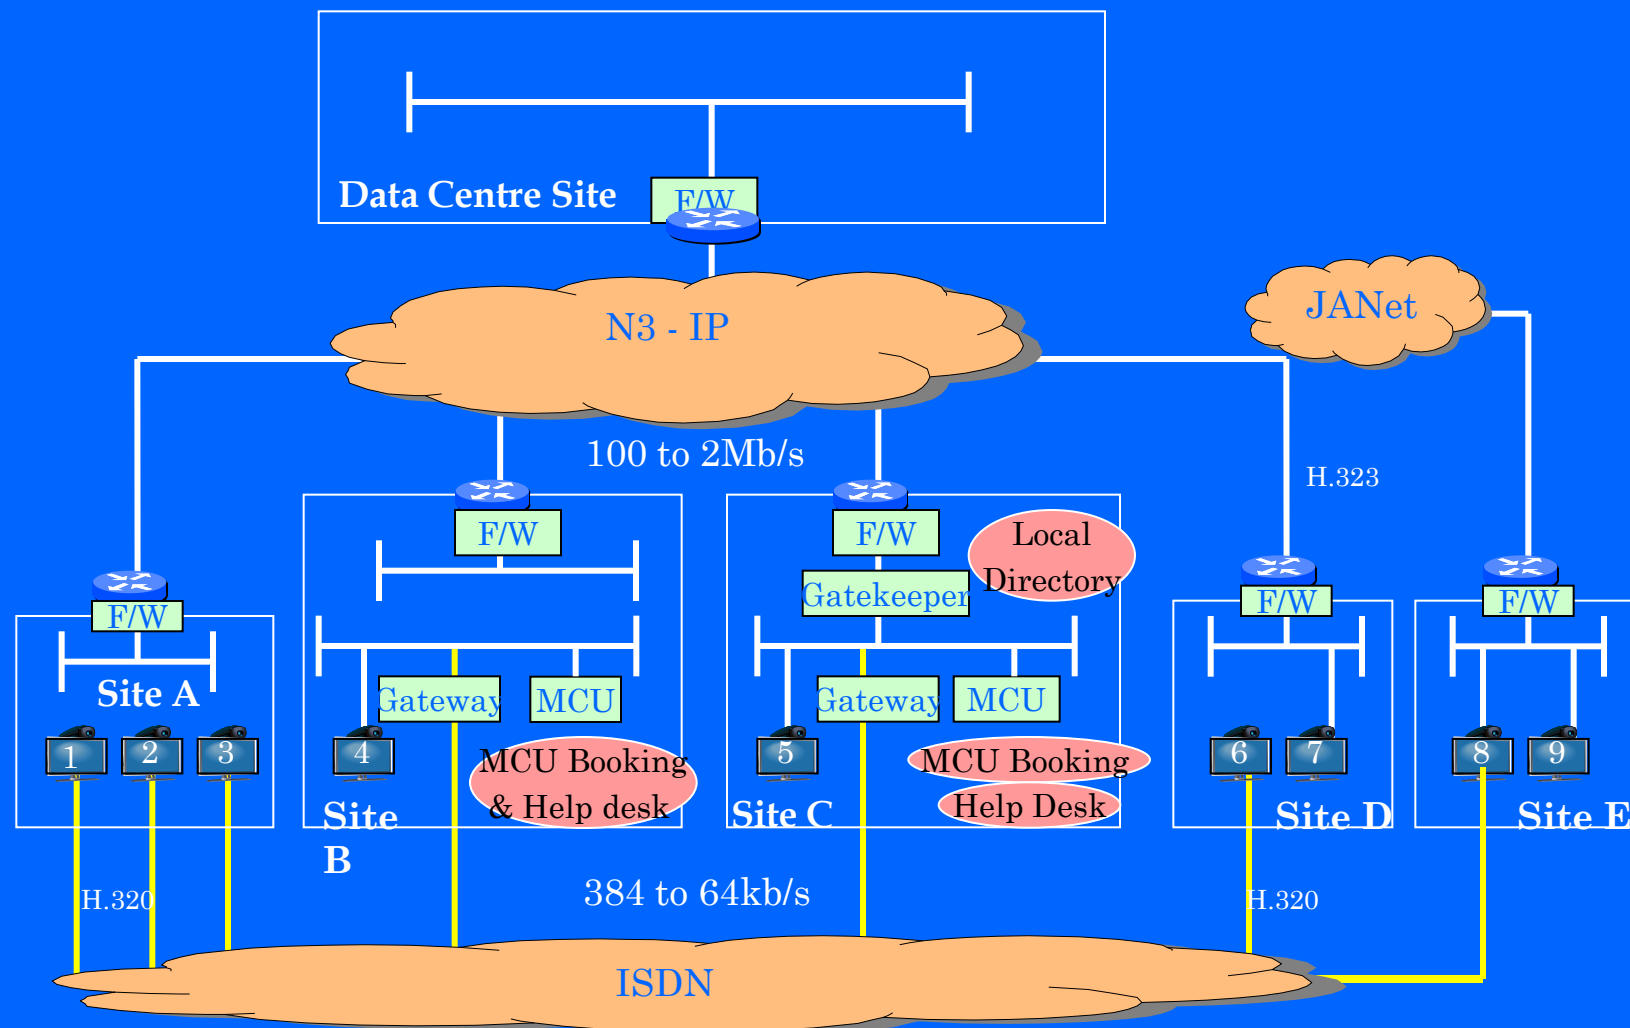 Data Centre Site
F/W
N3 - IP
JANet
100 to 2Mb/s
H.323
F/W
F/W
Local
Directory
Gatekeeper
F/W
F/W
F/W
Site A
Gateway
MCU
Gateway
MCU
1
2
3
4
5
6
7
8
9
MCU Booking
& Help desk
MCU Booking
Help Desk
Site
B
Site C
Site D
Site E
H.320
384 to 64kb/s
H.320
ISDN